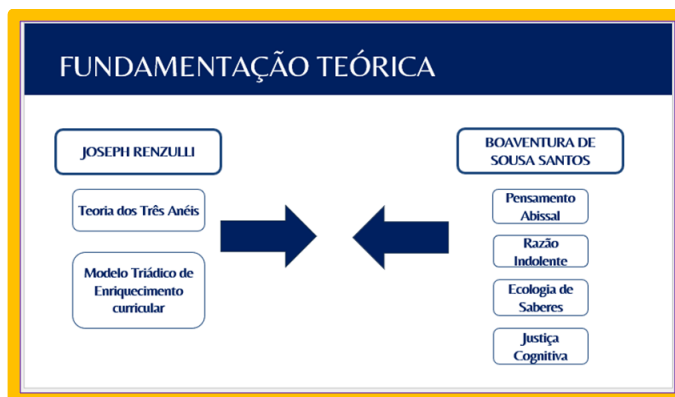 FUNDAMENTAÇÃO TEÓRICA
JOSEPH RENZULLI
Teoria dos Três Anéis
Modelo Triádico de
Enriquecimento
curricular
BOAVENTURA DE
SOUSA SANTOS
Pensamento
Abissal
Razão
Indolente
Ecologia de
Saberes
Justiça
Cognitiva